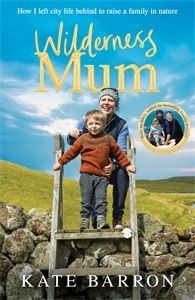 How I left city life behind to raise a family in nature
Wilderness
Mum
KATE BARRON